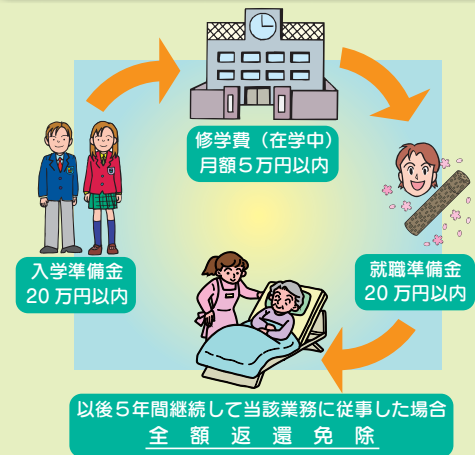 修学費（在学中）
月額５万円以内
入学準備金
20 万円以内
就職準備金
20 万円以内
以後５年間継続して当該業務に従事した場合
全額返還免除